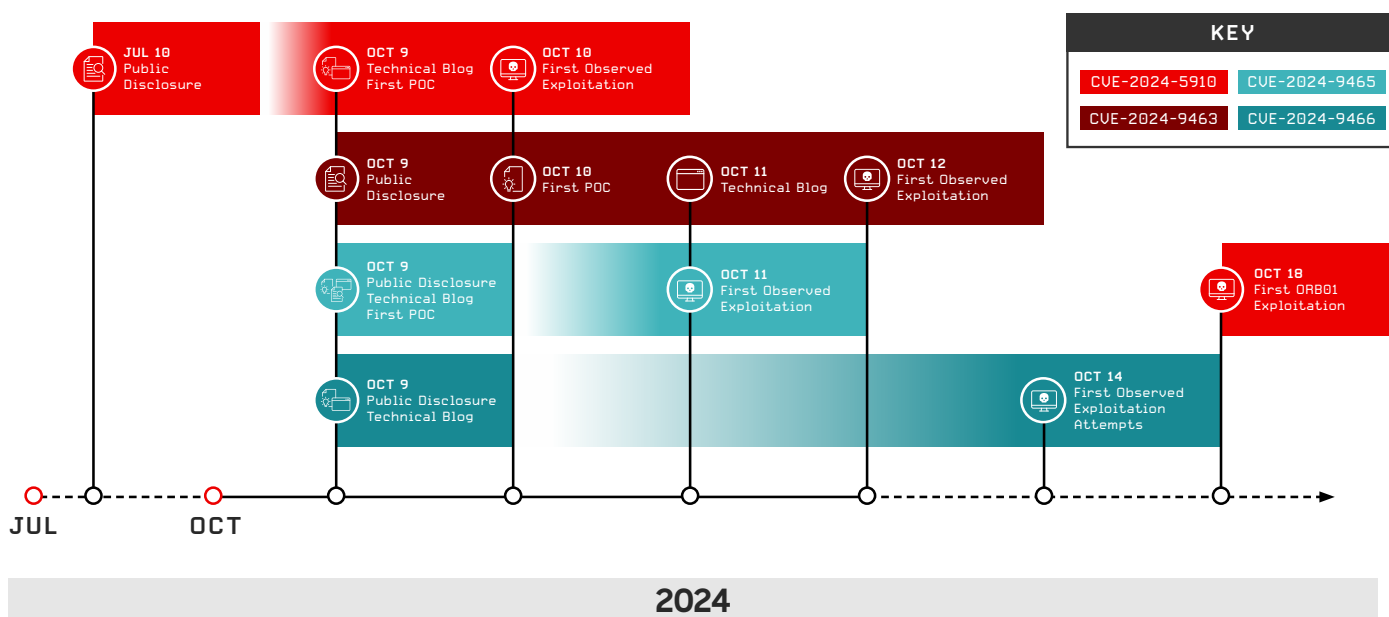 KEY
CVE-2024-5910
CVE-2024-9465
CVE-2024-9463
CVE-2024-9466
JUL 10
Public
Disclosure
OCT 9
Technical Blog
First POC
OCT 10
First Observed
Exploitation
OCT 9
Public
Disclosure
OCT 10
First POC
OCT 11
Technical Blog
OCT 12
First Observed
Exploitation
OCT 9
Public Disclosure
Technical Blog
First POC
OCT 11
First Observed
Exploitation
OCT 18
First ORB01
Exploitation
OCT 9
Public Disclosure
Technical Blog
OCT 14
First Observed
Exploitation
Attempts
JUL
OCT
2024